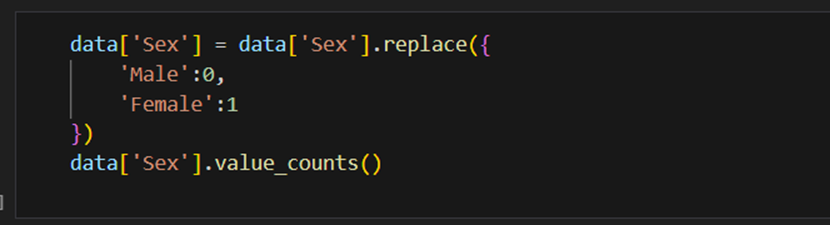 data['Sex'] = data['Sex'].replace({
    'Male':0,
    'Female':1
})
data['Sex'].value_counts()
]